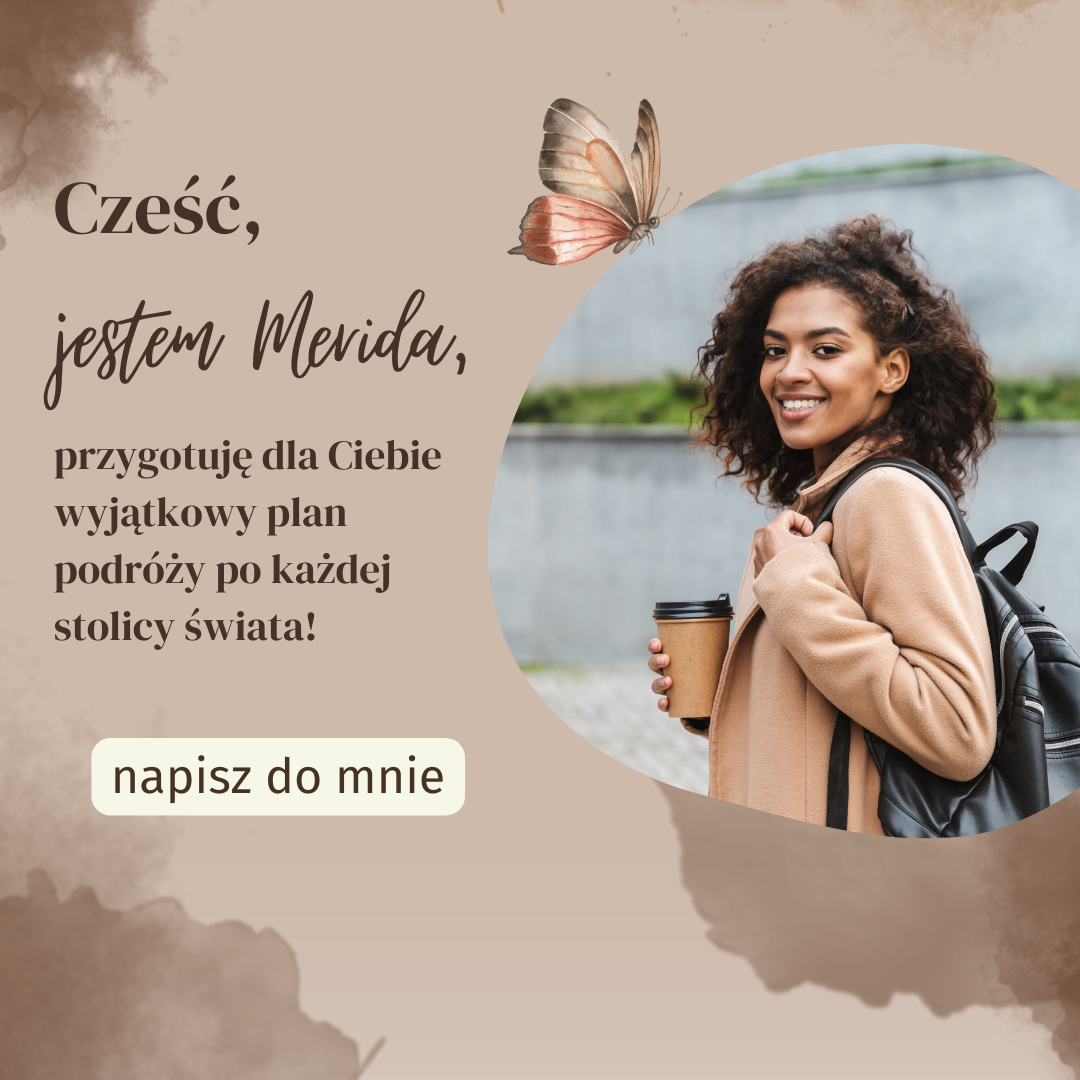 Cześć,
jestem Merida,
przygotuję dla Ciebie
wyjątkowy plan
podróży po każdej
stolicy świata!
napisz do mnie